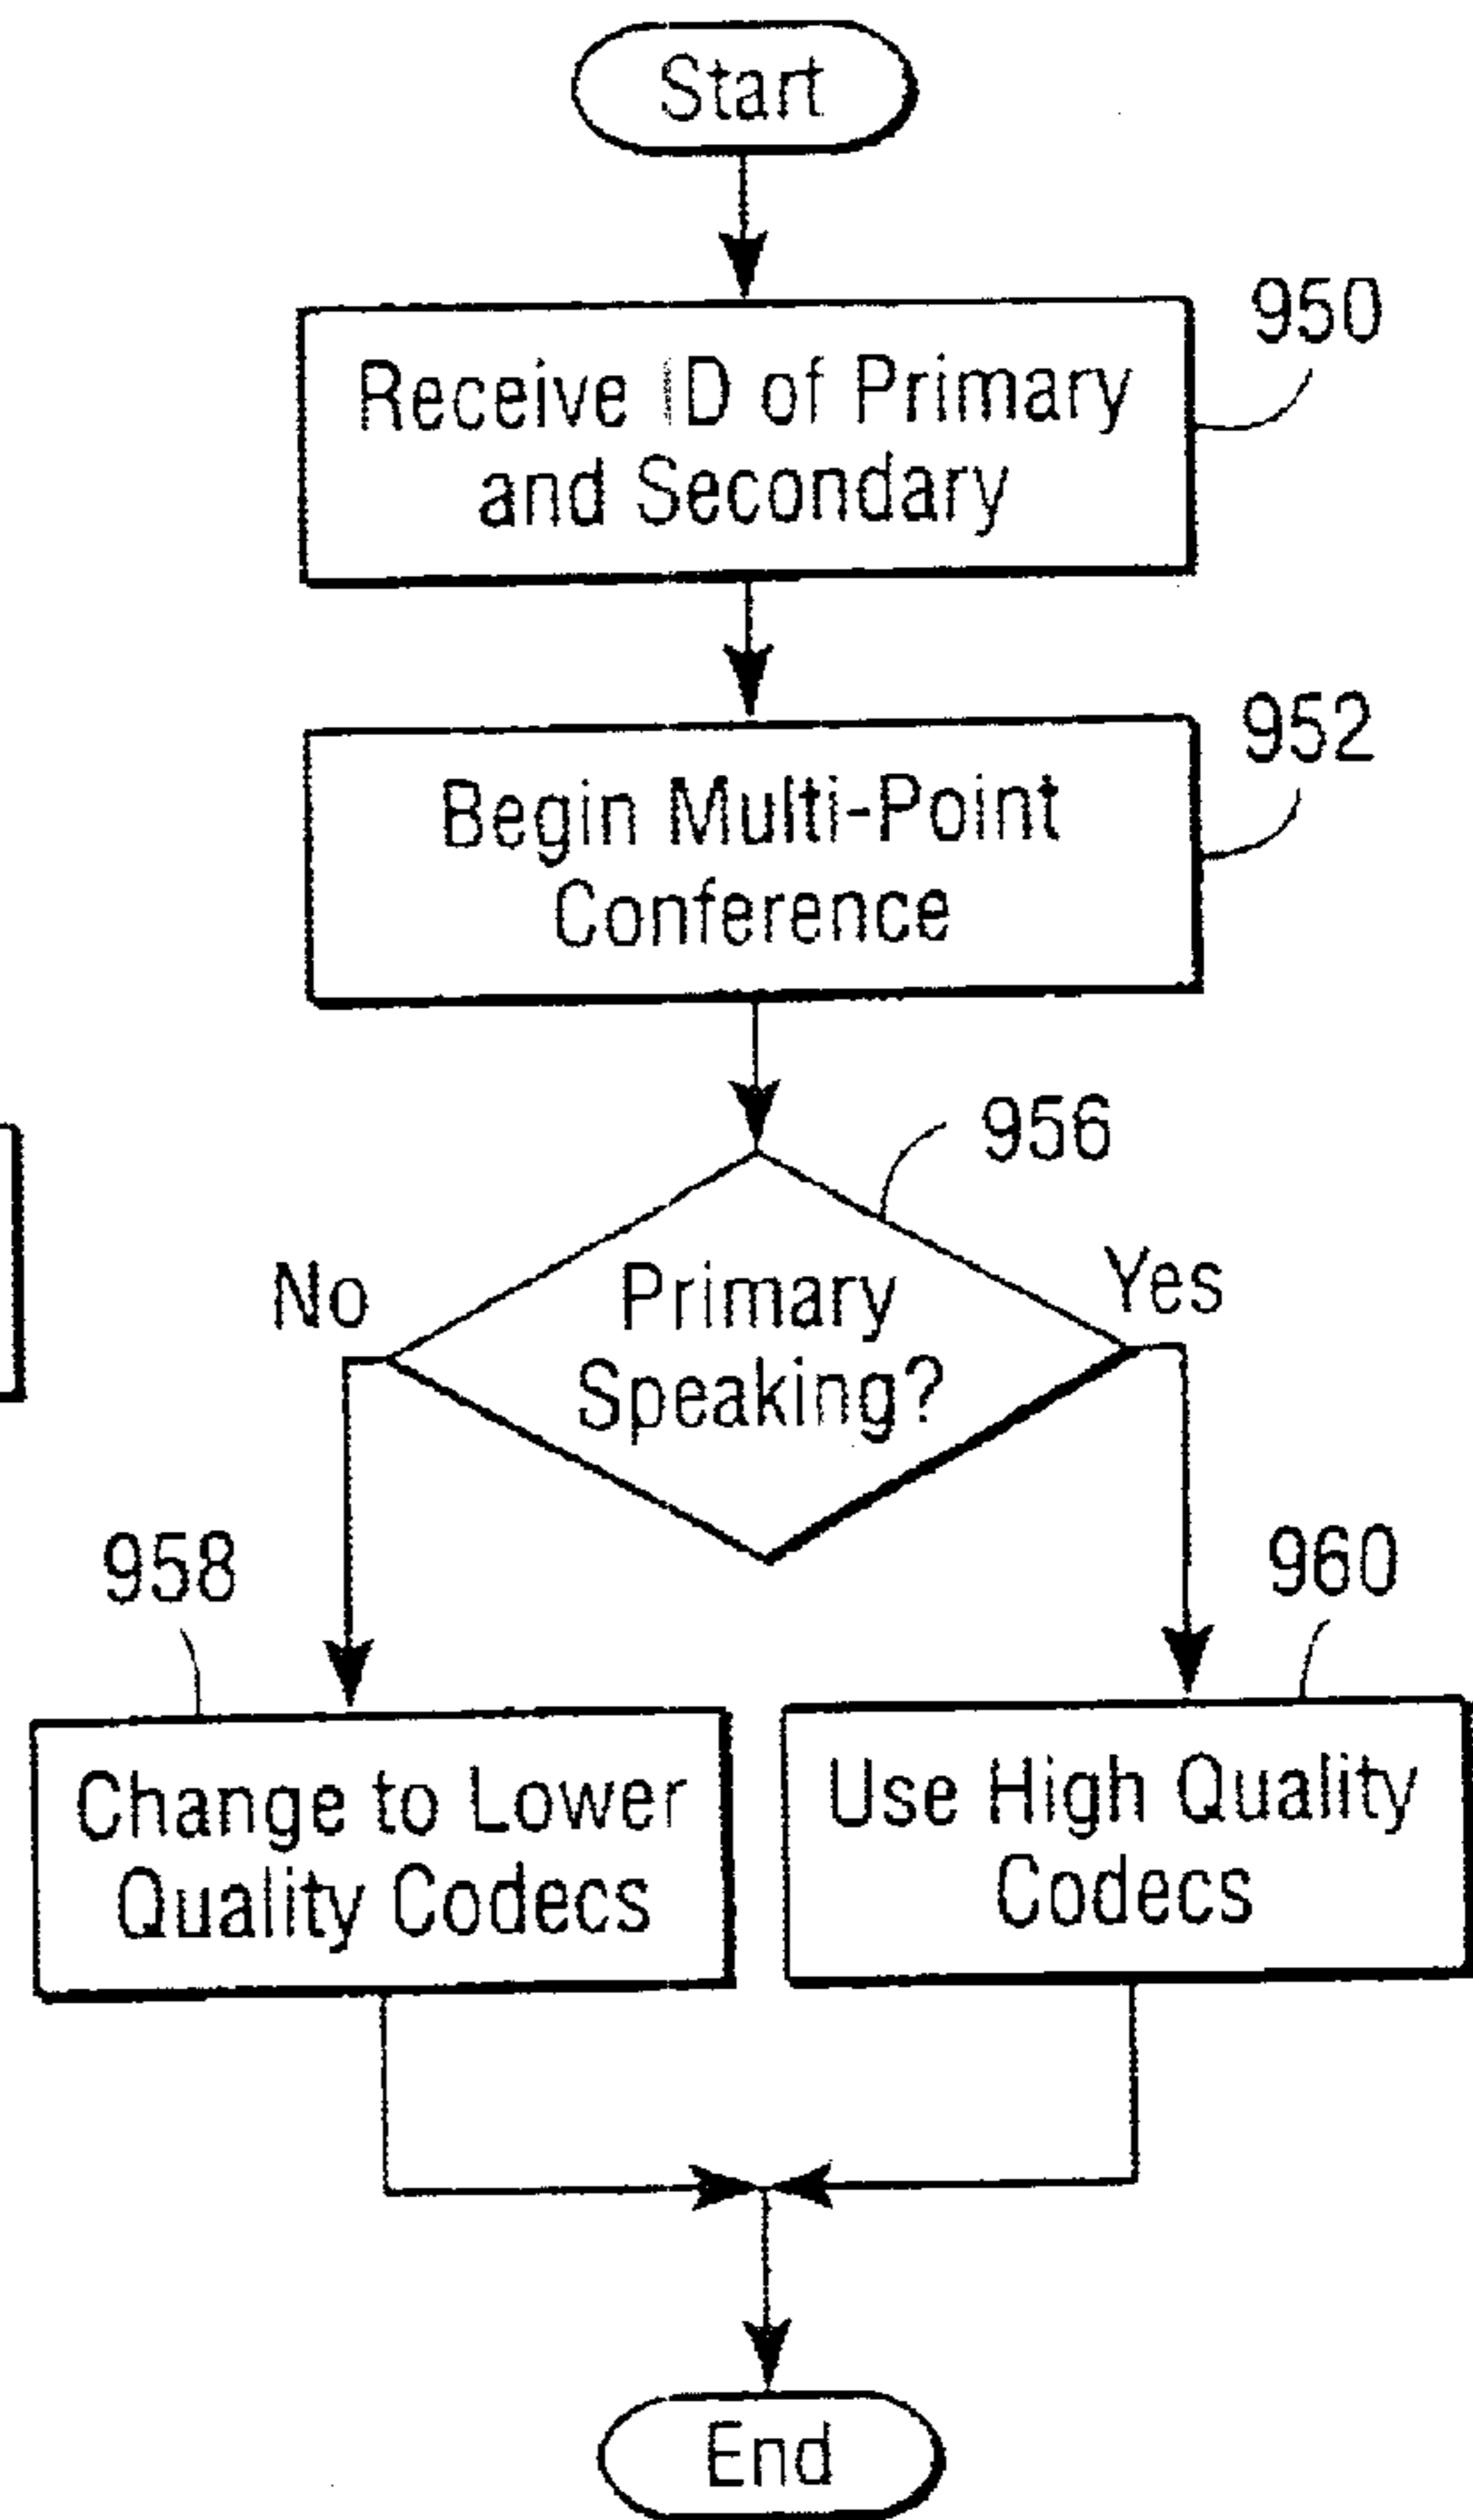 Start
950
Receive ID of Primary
and Secondary
952
Begin Multi-Point
Conference
956
No
Primary
Speaking?
Yes
958
960
Change to Lower
Quality Codecs
Use High Quality
Codecs
End